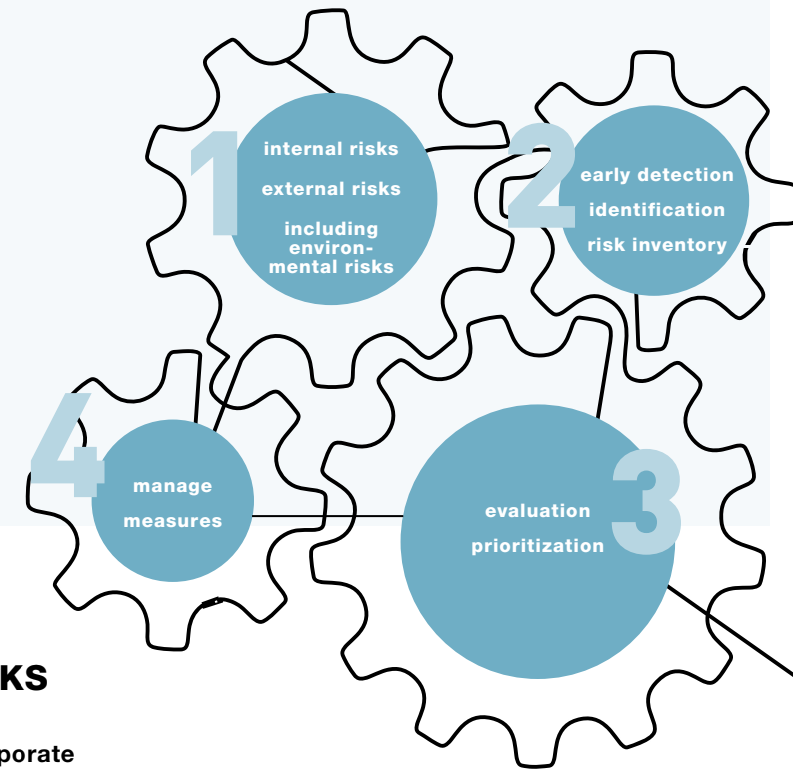 1
internal risks
external risks
including
environ-
mental risks
2
early detection
identification
risk inventory
3
evaluation
prioritization
4
manage
measures
KS
porate